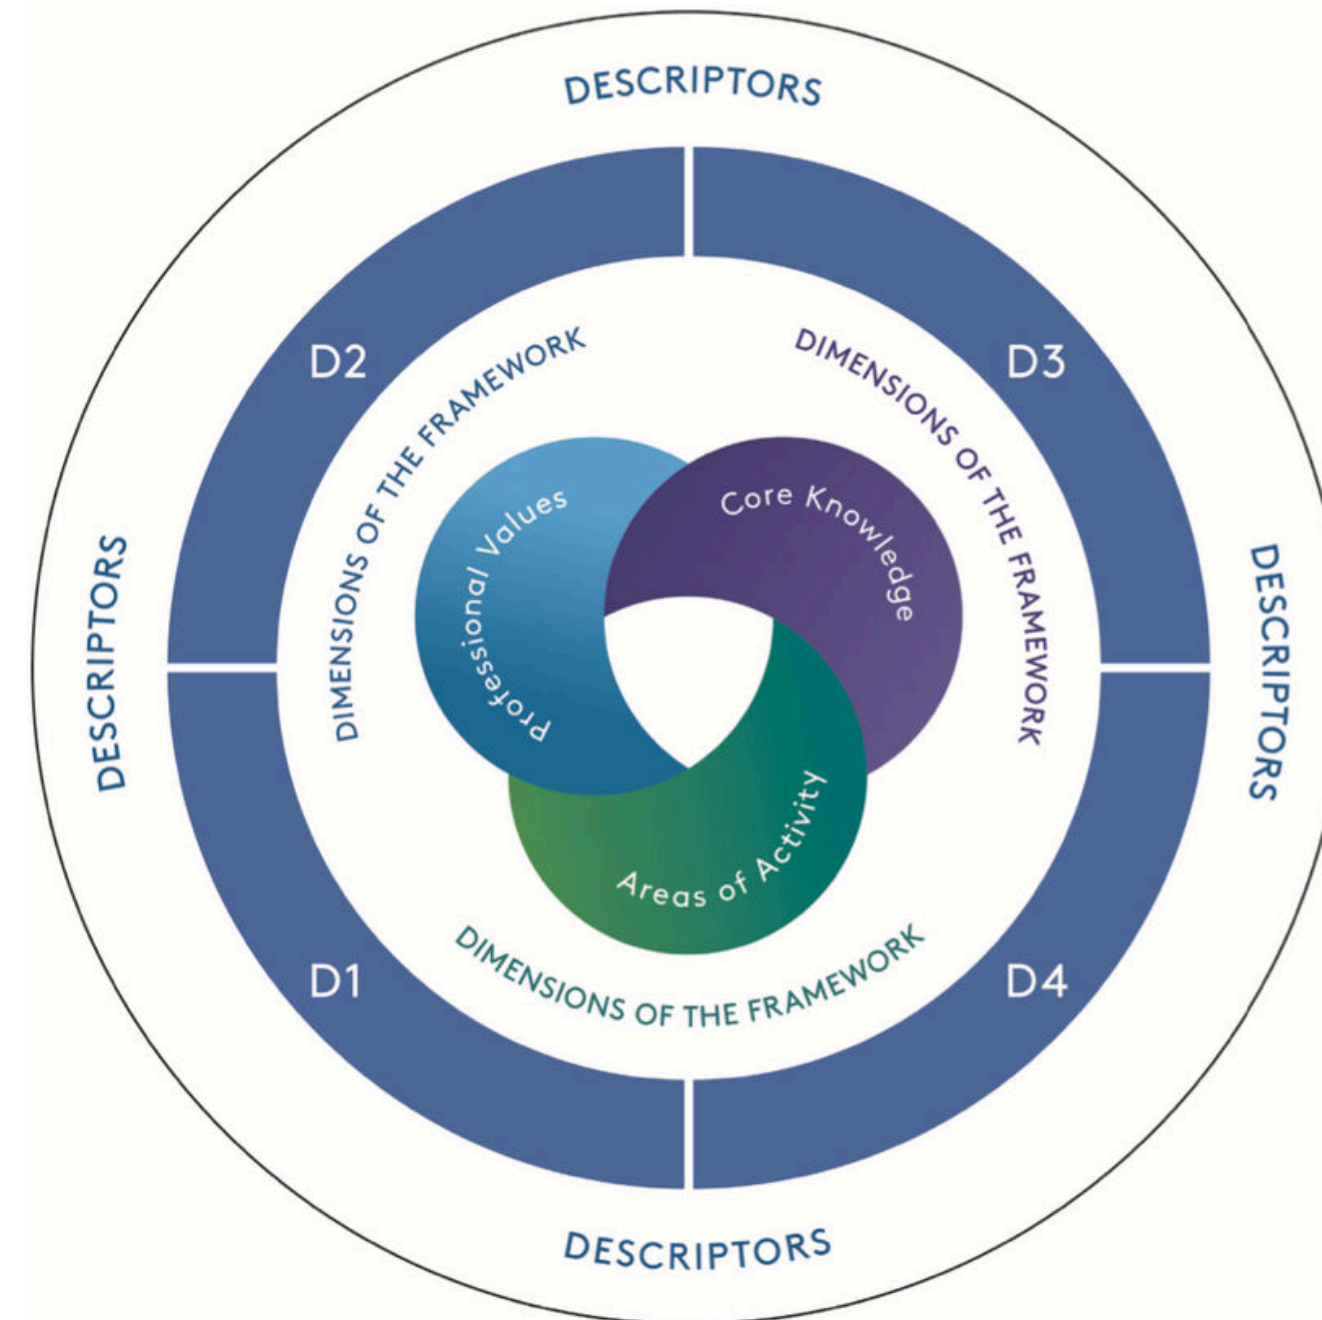 DESCRIPTORS
D2
D3
DIMENSIONS OF THE FRAMEWORK
DIMENSIONS OF THE FRAMEWORK
Professional Values
Core Knowledge
DESCRIPTORS
DESCRIPTORS
Areas of Activity
DIMENSIONS OF THE FRAMEWORK
D1
D4
DESCRIPTORS